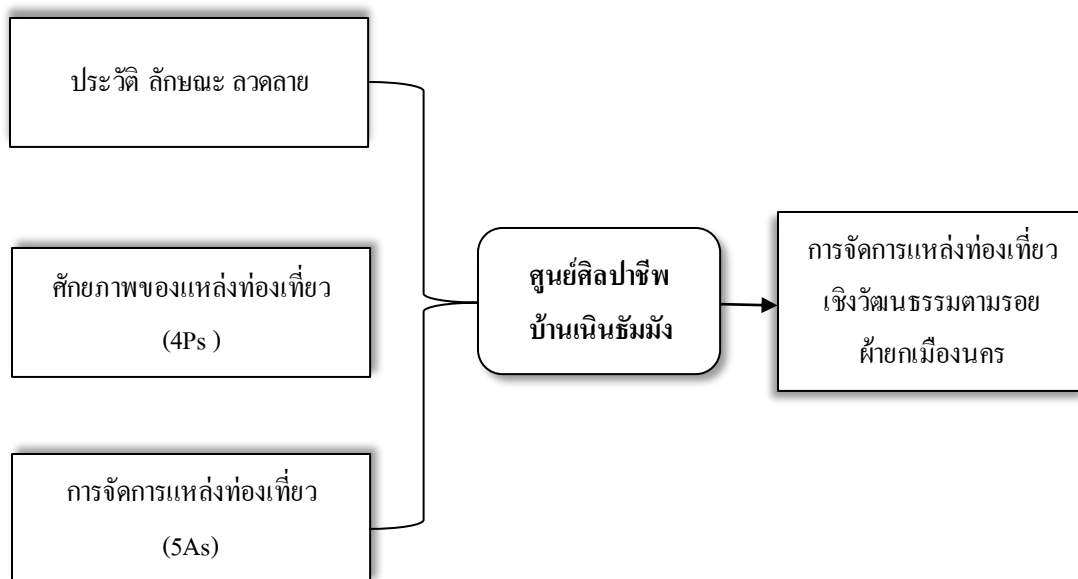 ประวัติ ลักษณะ ลวดลาย
ศักยภาพของแหล่งท่องเที่ยว
(4Ps )
การจัดการแหล่งท่องเที่ยว
(5As)
ศูนย์ศิลปาชีพ
บ้านเนินธัมมัง
การจัดการแหล่งท่องเที่ยว
เชิงวัฒนธรรมตามรอย
ผ้ายกเมืองนคร